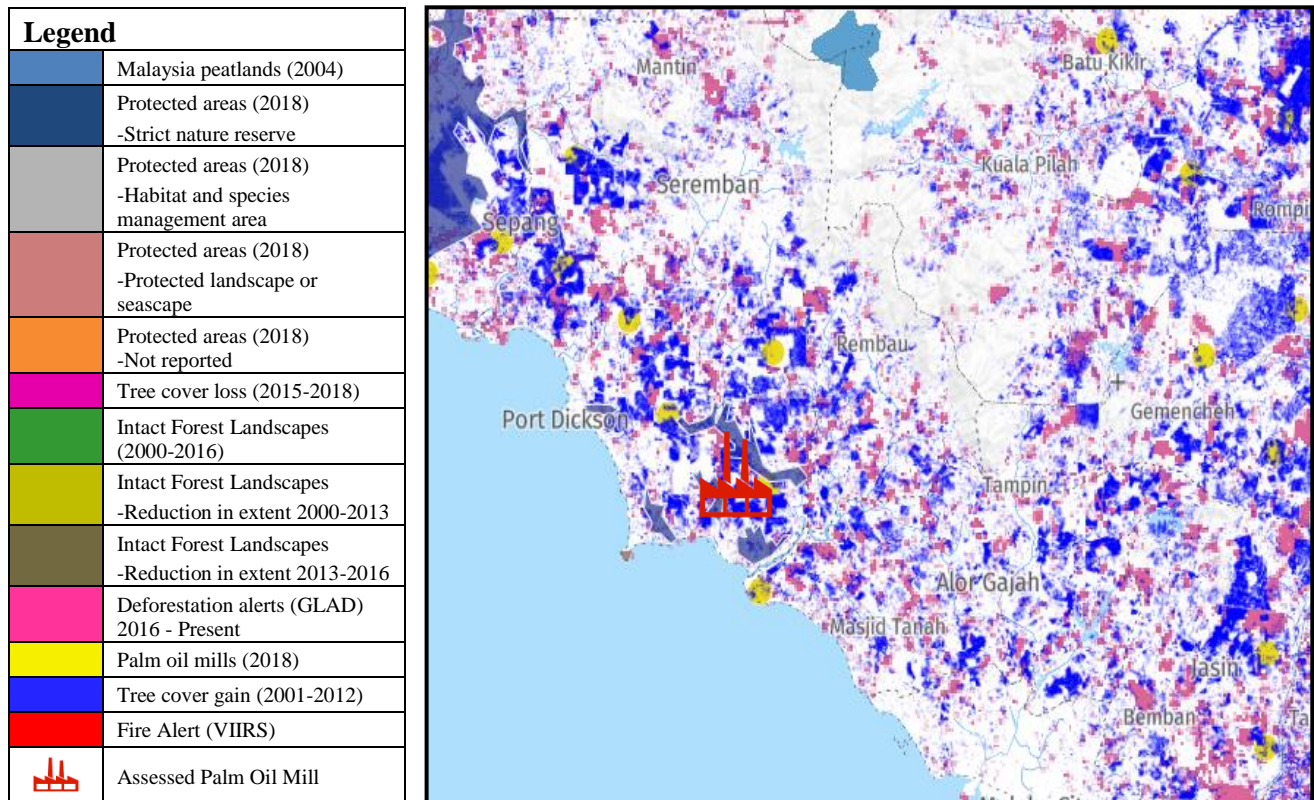 Legend
Malaysia peatlands (2004)
Protected areas (2018)
-Strict nature reserve
Protected areas (2018)
-Habitat and species
management area
Protected areas (2018)
-Protected landscape or
seascape
Protected areas (2018)
-Not reported
Tree cover loss (2015-2018)
Intact Forest Landscapes
(2000-2016)
Intact Forest Landscapes
-Reduction in extent 2000-2013
Intact Forest Landscapes
-Reduction in extent 2013-2016
Deforestation alerts (GLAD)
2016 - Present
Palm oil mills (2018)
Tree cover gain (2001-2012)
Fire Alert (VIIRS)
Assessed Palm Oil Mill
Mantin
Batu Kikir
Kuala Pilah
Seremban
Rompi
Sepang
Rembau
Port Dickson
Gemencheh
Tampin
Alor Gajah
Masjid Tanah
Jasin
Bemban
Ta